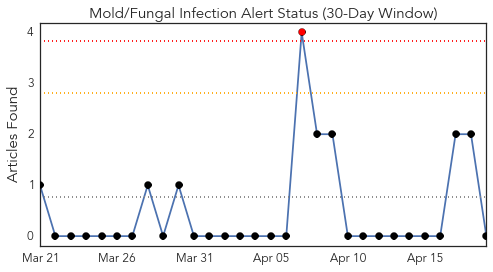 Mold/Fungal Infection Alert Status (30-Day Window)
Articles Found
4
3
2
1
0
Mar 21
Mar 26
Mar 31
Apr 05
Apr 10
Apr 15